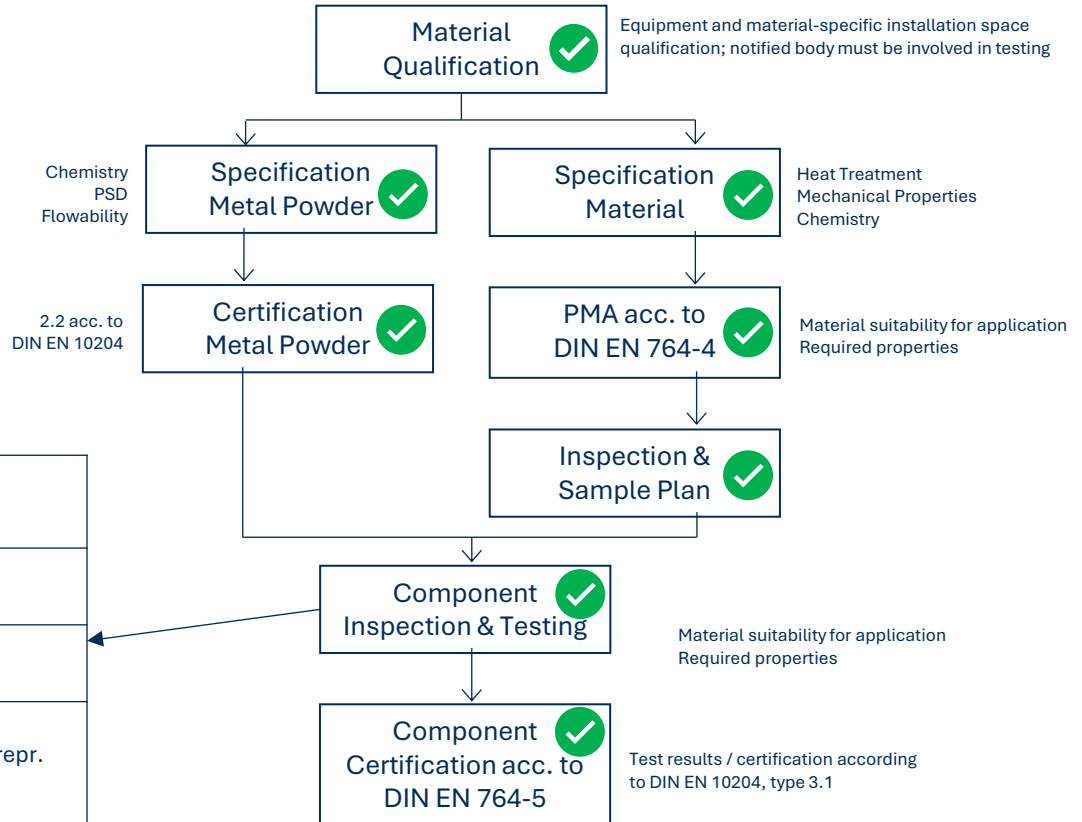 Material
Qualification
Equipment and material-specific installation space
qualification; notified body must be involved in testing
Chemistry
PSD
Flowability
Specification
Metal Powder
Specification
Material
Heat Treatment
Mechanical Properties
Chemistry
2.2 acc. to
DIN EN 10204
Certification
Metal Powder
PMA acc. to
DIN EN 764-4
Material suitability for application
Required properties
Inspection &
Sample Plan
Component
Inspection & Testing
Material suitability for application
Required properties
repr.
Component
Certification acc. to
DIN EN 764-5
Test results / certification according
to DIN EN 10204, type 3.1